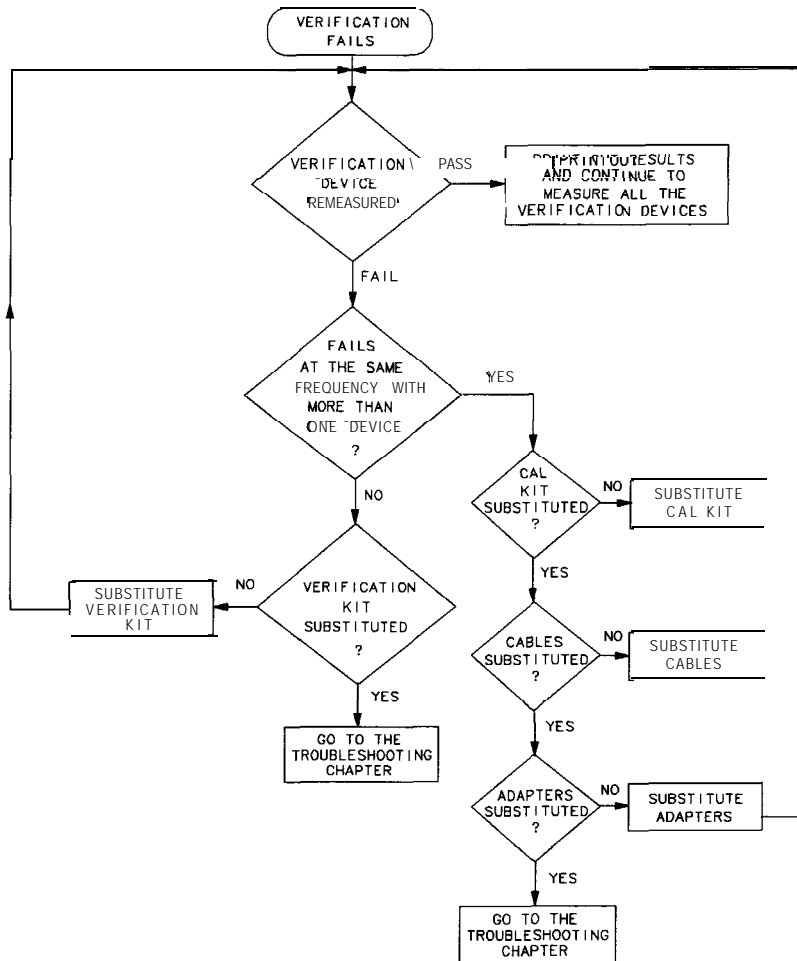 VERIFICATION
FAILS
VERIFICATION
DEVICE
REMEASURED
PASS
RESULTS
AND CONTINUE TO
MEASURE ALL THE
VERIFICATION DEVICES
FAIL
FAILS
AT THE SAME
FREQUENCY WITH
MORE THAN
ONE DEVICE
?
YES
NO
CAL
KIT
SUBSTITUTED
?
NO
SUBSTITUTE
CAL KIT
YES
VERIFICATION
KIT
SUBSTITUTED
?
NO
SUBSTITUTE
VERIFICATION
KIT
YES
GO TO THE
TROUBLESHOOTING
CHAPTER
CABLES
SUBSTITUTED
?
NO
SUBSTITUTE
CABLES
YES
ADAPTERS
SUBSTITUTED
?
NO
SUBSTITUTE
ADAPTERS
YES
GO TO THE
TROUBLESHOOTING
CHAPTER